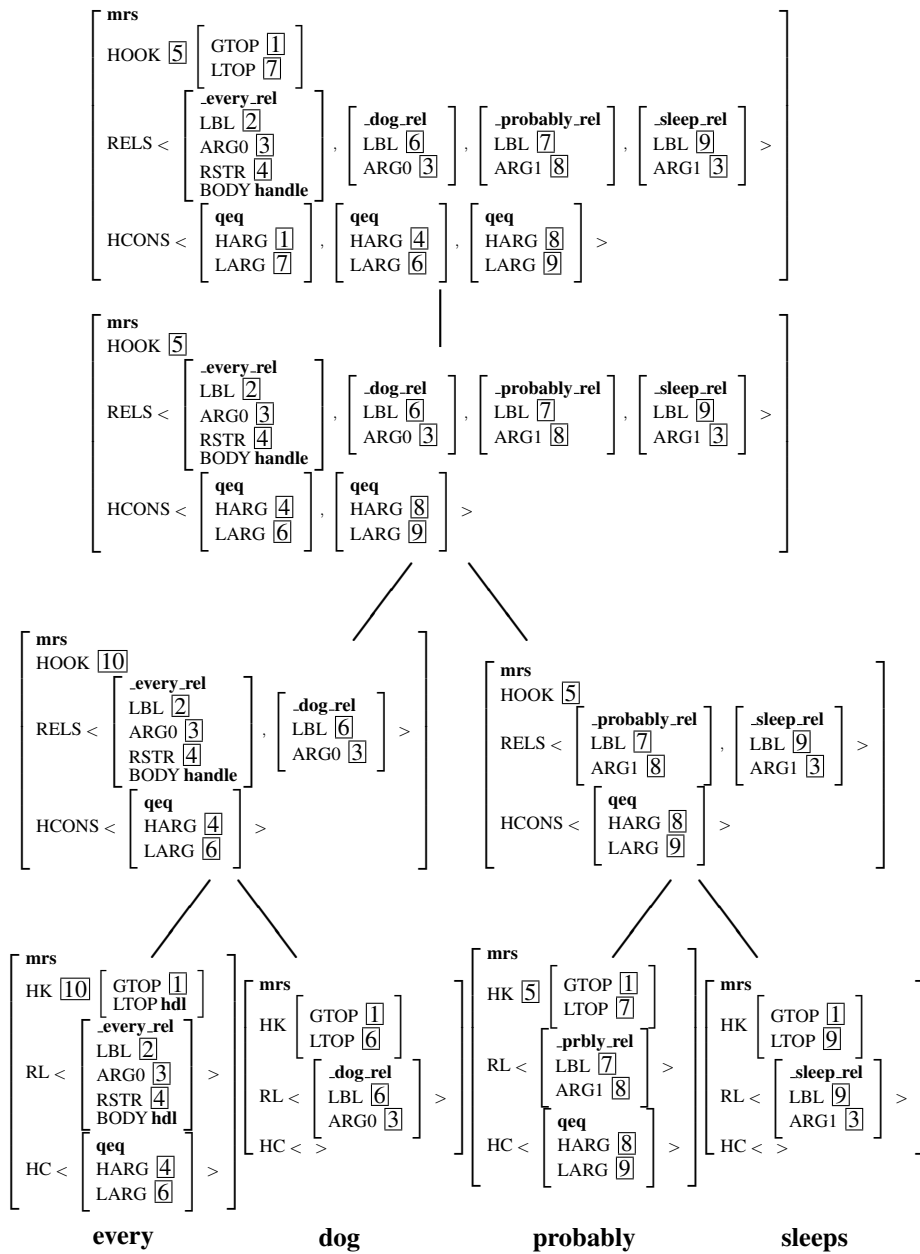 mrs
HOOK 5 GTOP 1
LTOP 7
RELS < _every_rel LBL 2 ARG0 3 RSTR 4 BODY handle , _dog_rel LBL 6 ARG0 3 , _probably_rel LBL 7 ARG1 8 , _sleep_rel LBL 9 ARG1 3 >
HCONS < qeq HARG 1 LARG 7 , qeq HARG 4 LARG 6 , qeq HARG 8 LARG 9 >
mrs
HOOK 5
RELS < _every_rel LBL 2 ARG0 3 RSTR 4 BODY handle , _dog_rel LBL 6 ARG0 3 , _probably_rel LBL 7 ARG1 8 , _sleep_rel LBL 9 ARG1 3 >
HCONS < qeq HARG 4 LARG 6 , qeq HARG 8 LARG 9 >
mrs
HOOK 10
RELS < _every_rel LBL 2 ARG0 3 RSTR 4 BODY handle , _dog_rel LBL 6 ARG0 3 >
HCONS < qeq HARG 4 LARG 6 >
mrs
HOOK 5
RELS < _probably_rel LBL 7 ARG1 8 , _sleep_rel LBL 9 ARG1 3 >
HCONS < qeq HARG 8 LARG 9 >
mrs
HK 10 GTOP 1 LTOP hdl
RL < _every_rel LBL 2 ARG0 3 RSTR 4 BODY hdl >
HC < qeq HARG 4 LARG 6 >
mrs
HK GTOP 1 LTOP 6
RL < _dog_rel LBL 6 ARG0 3 >
HC < >
mrs
HK 5 GTOP 1 LTOP 7
RL < _prbly_rel LBL 7 ARG1 8 >
HC < qeq HARG 8 LARG 9 >
mrs
HK GTOP 1 LTOP 9
RL < _sleep_rel LBL 9 ARG1 3 >
HC < >
every dog probably sleeps